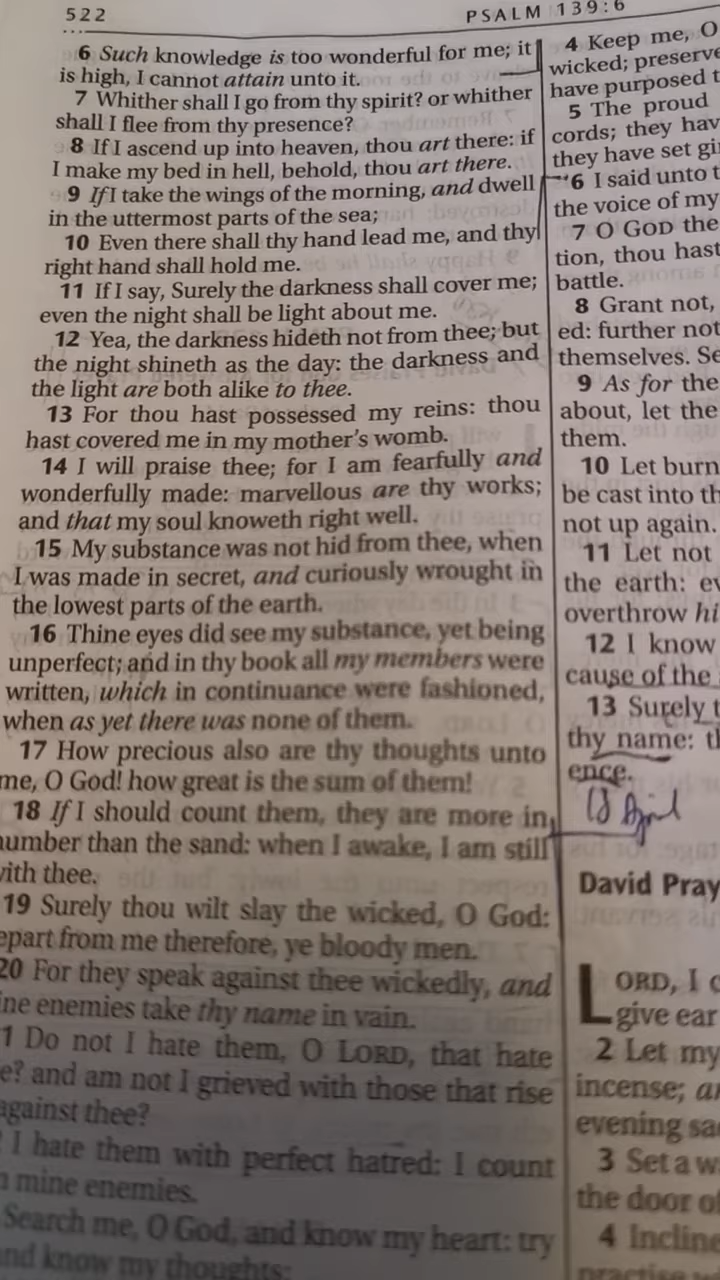 522
PSALM 139:6
6 Such knowledge is too wonderful for me; it
is high, I cannot attain unto it.
7 Whither shall I go from thy spirit? or whither
shall I flee from thy presence?
8 If I ascend up into heaven, thou art there: if
I make my bed in hell, behold, thou art there.
9 If I take the wings of the morning, and dwell
in the uttermost parts of the sea;
10 Even there shall thy hand lead me, and thy
right hand shall hold me.
11 If I say, Surely the darkness shall cover me;
even the night shall be light about me.
12 Yea, the darkness hideth not from thee; but
the night shineth as the day: the darkness and
the light are both alike to thee.
13 For thou hast possessed my reins: thou
hast covered me in my mother's womb.
14 I will praise thee; for I am fearfully and
wonderfully made: marvellous are thy works;
and that my soul knoweth right well.
15 My substance was not hid from thee, when
I was made in secret, and curiously wrought in
the lowest parts of the earth.
16 Thine eyes did see my substance, yet being
unperfect; and in thy book all my members were
written, which in continuance were fashioned,
when as yet there was none of them.
17 How precious also are thy thoughts unto
me, O God! how great is the sum of them!
18 If I should count them, they are more in
number than the sand: when I awake, I am still
with thee.
19 Surely thou wilt slay the wicked, O God:
epart from me therefore, ye bloody men.
20 For they speak against thee wickedly, and
ine enemies take thy name in vain.
1 Do not I hate them, O LORD, that hate
e? and am not I grieved with those that rise
against thee?
I hate them with perfect hatred: I count
mine enemies.
Search me, O God, and know my heart: try
nd know my thoughts:
4 Keep me, O
wicked; preserve
have purposed t
5 The proud
cords; they hav
they have set gi
6 I said unto t
the voice of my
7 O GOD the
tion, thou hast
battle.
8 Grant not,
ed: further not
themselves. Se
9 As for the
about, let the
them.
10 Let burn
be cast into th
not up again.
11 Let not
the earth: ev
overthrow hi
12 I know
cause of the
13 Surely t
thy name: th
ence.
David Pray
LORD, I c
give ear
2 Let my
incense; a
evening sa
3 Set a w
the door o
4 Incline